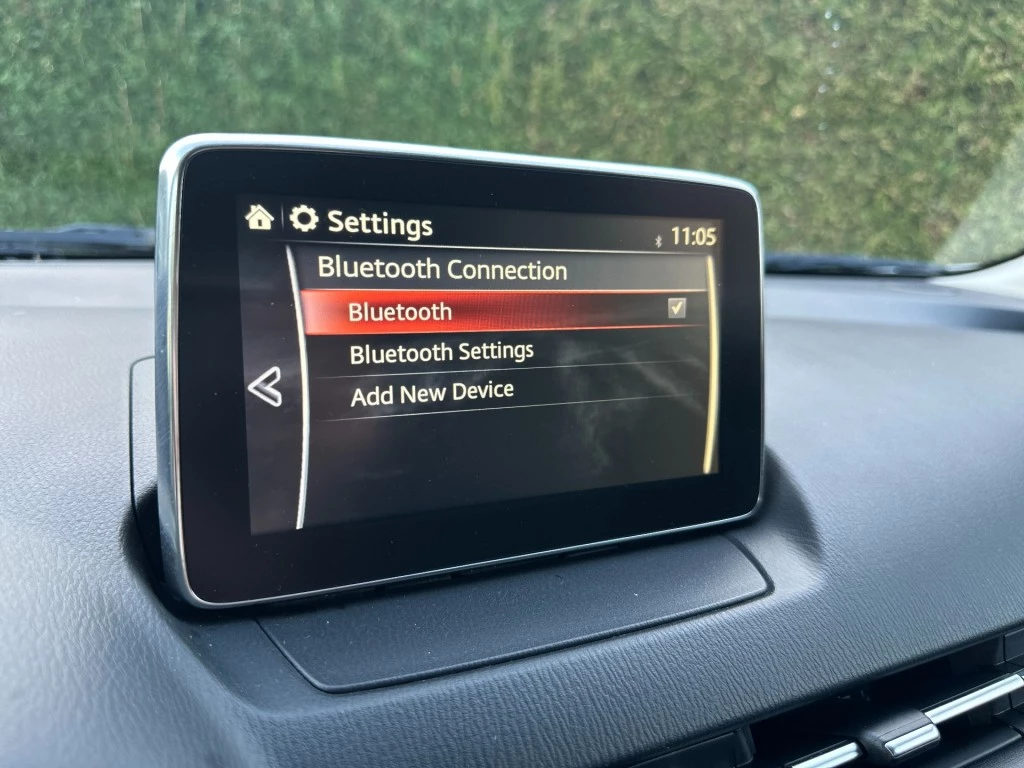 Settings
11:05
Bluetooth Connection
Bluetooth
Bluetooth Settings
Add New Device